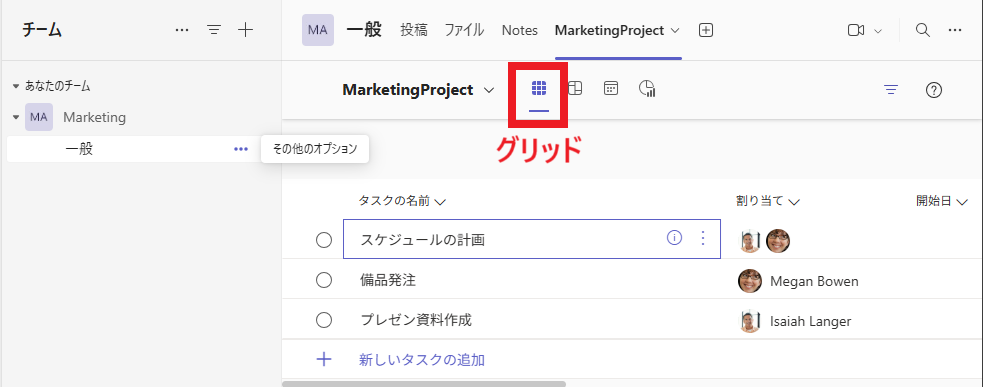 チーム
MA 一般 投稿 ファイル Notes MarketingProject
MarketingProject
グリッド
あなたのチーム
MA Marketing
一般
その他のオプション
タスクの名前 割り当て 開始日
スケジュールの計画
備品発注 Megan Bowen
プレゼン資料作成 Isaiah Langer
新しいタスクの追加